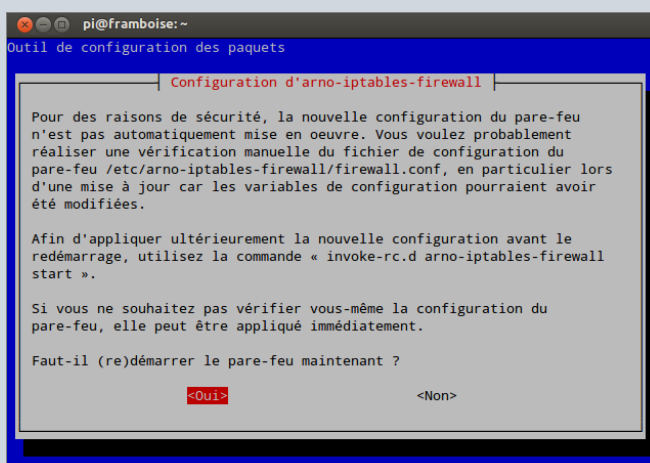 pi@framboise: ~
Outil de configuration des paquets
Configuration d'arno-iptables-firewall
Pour des raisons de sécurité, la nouvelle configuration du pare-feu
n'est pas automatiquement mise en oeuvre. Vous voulez probablement
réaliser une vérification manuelle du fichier de configuration du
pare-feu /etc/arno-iptables-firewall/firewall.conf, en particulier lors
d'une mise à jour car les variables de configuration pourraient avoir
été modifiées.
Afin d'appliquer ultérieurement la nouvelle configuration avant le
redémarrage, utilisez la commande « invoke-rc.d arno-iptables-firewall
start ».
Si vous ne souhaitez pas vérifier vous-même la configuration du
pare-feu, elle peut être appliqué immédiatement.
Faut-il (re)démarrer le pare-feu maintenant ?
<Oui> <Non>